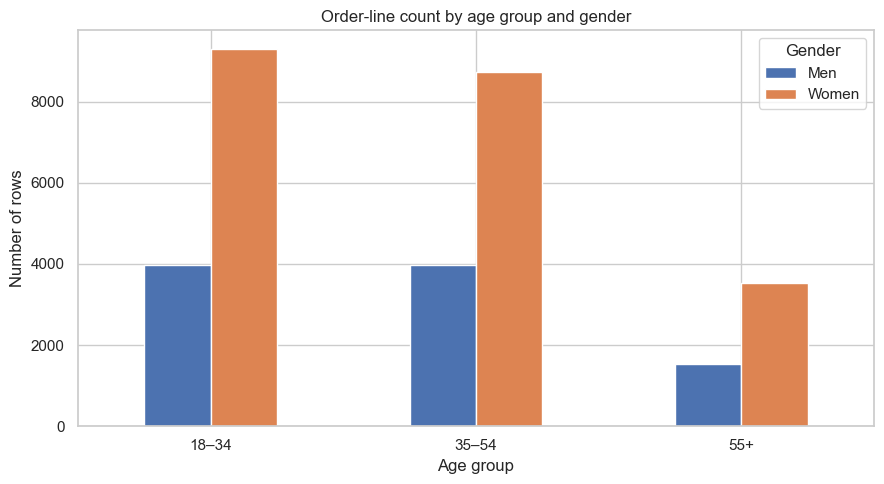 Order-line count by age group and gender
Gender
Men
Women
Number of rows
8000
6000
4000
2000
0
18–34
35–54
55+
Age group